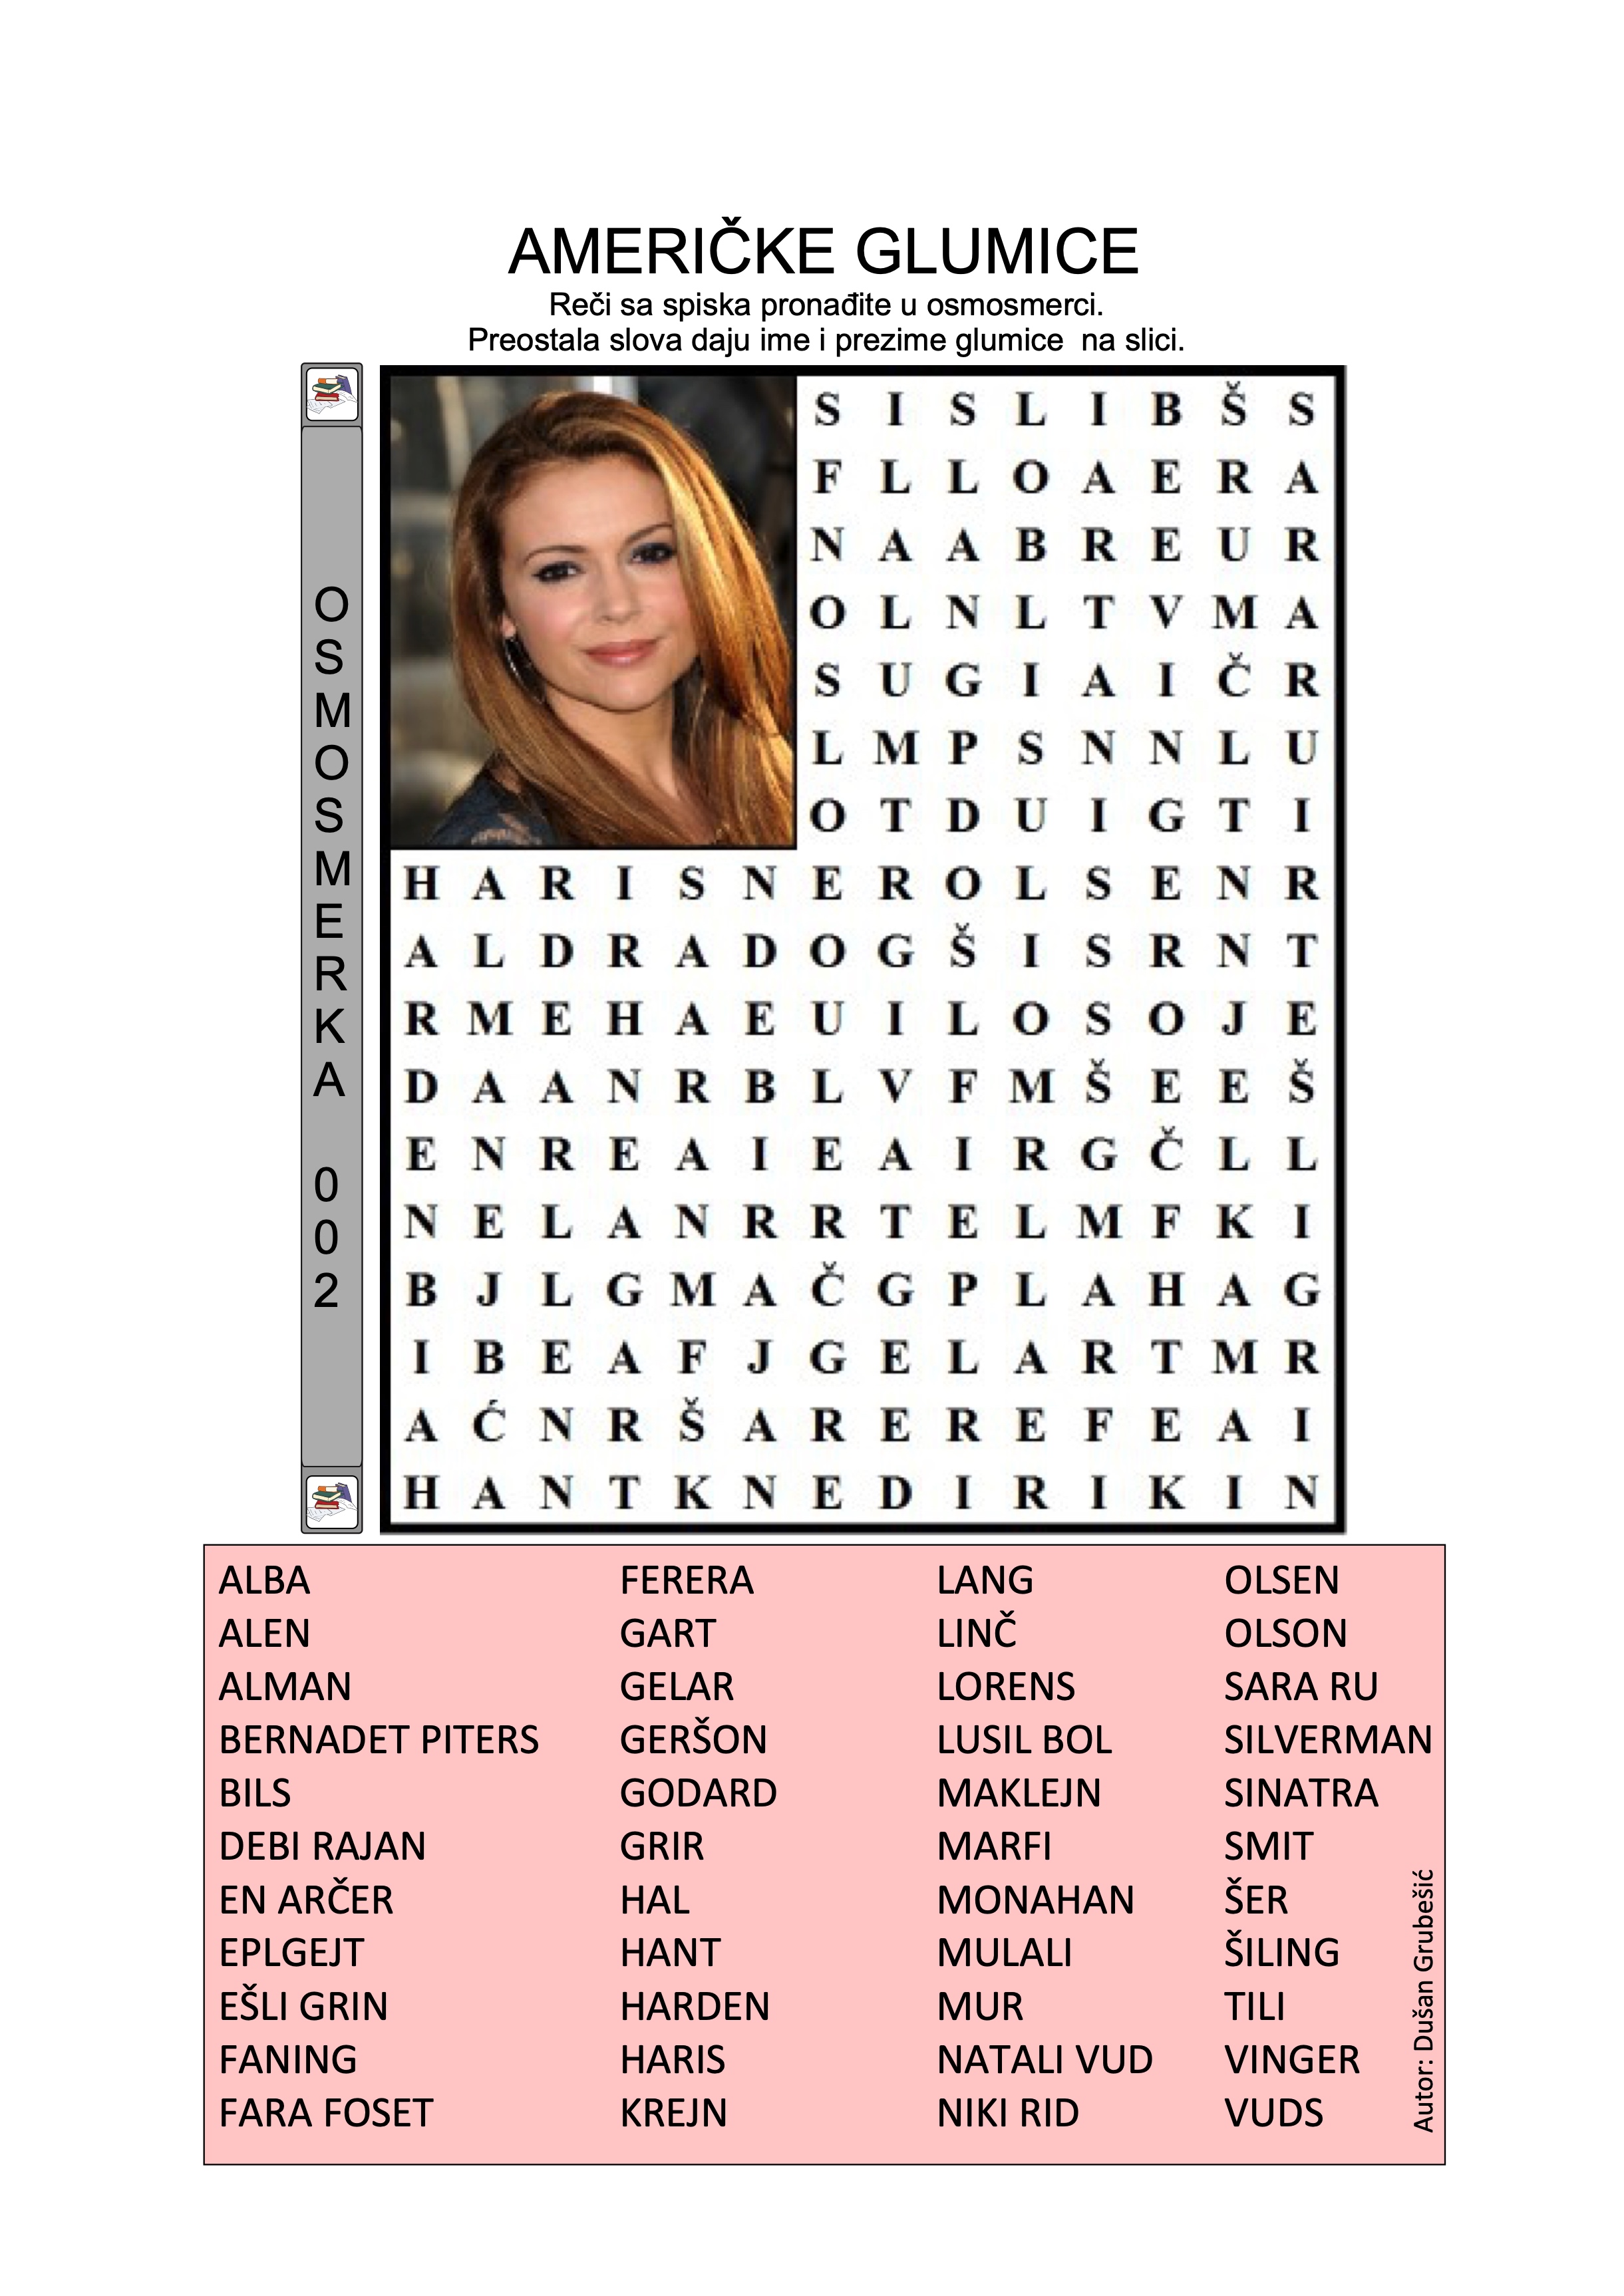 AMERIČKE GLUMICE
Reči sa spiska pronađite u osmosmerci.
Preostala slova daju ime i prezime glumice  na slici.
OSMOSMERKA 002
S I S L I B Š S
F L L O A E R A
N A A B R E U R
O L N L T V M A
S U G I A I Č R
L M P S N N L U
O T D U I G T I
H A R I S N E R O L S E N R
A L D R A D O G Š I S R N T
R M E H A E U I L O S O J E
D A A N R B L V F M Š E E Š
E N R E A I E A I R G Č L L
N E L A N R R T E L M F K I
B J L G M A Č G P L A H A G
I B E A F J G E L A R T M R
A Ć N R Š A R E R E F E A I
H A N T K N E D I R I K I N
ALBA
ALEN
ALMAN
BERNADET PITERS
BILS
DEBI RAJAN
EN ARČER
EPLGEJT
EŠLI GRIN
FANING
FARA FOSET
FERERA
GART
GELAR
GERŠON
GODARD
GRIR
HAL
HANT
HARDEN
HARIS
KREJN
LANG
LINČ
LORENS
LUSIL BOL
MAKLEJN
MARFI
MONAHAN
MULALI
MUR
NATALI VUD
NIKI RID
OLSEN
OLSON
SARA RU
SILVERMAN
SINATRA
SMIT
ŠER
ŠILING
TILI
VINGER
VUDS
Autor: Dušan Grubešić